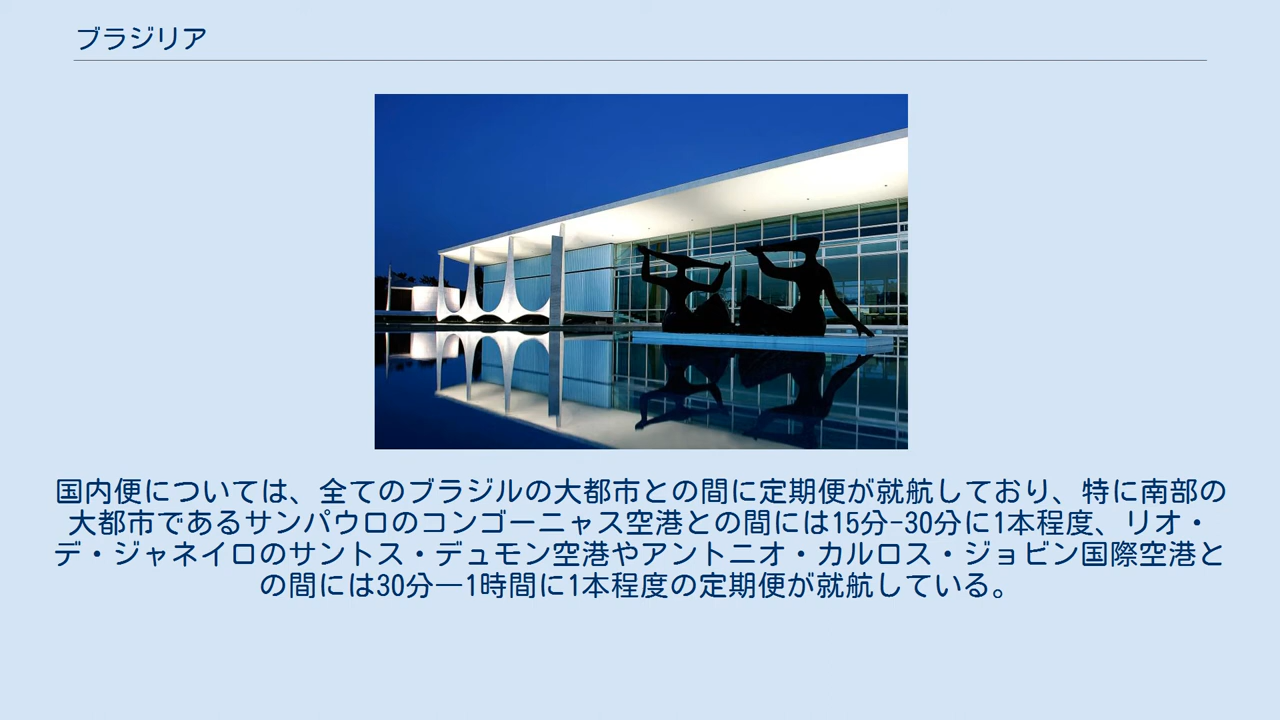 ブラジリア
国内便については、全てのブラジルの大都市との間に定期便が就航しており、特に南部の
大都市であるサンパウロのコンゴーニャス空港との間には15分-30分に1本程度、リオ・
デ・ジャネイロのサントス・デュモン空港やアントニオ・カルロス・ジョビン国際空港と
の間には30分―1時間に1本程度の定期便が就航している。